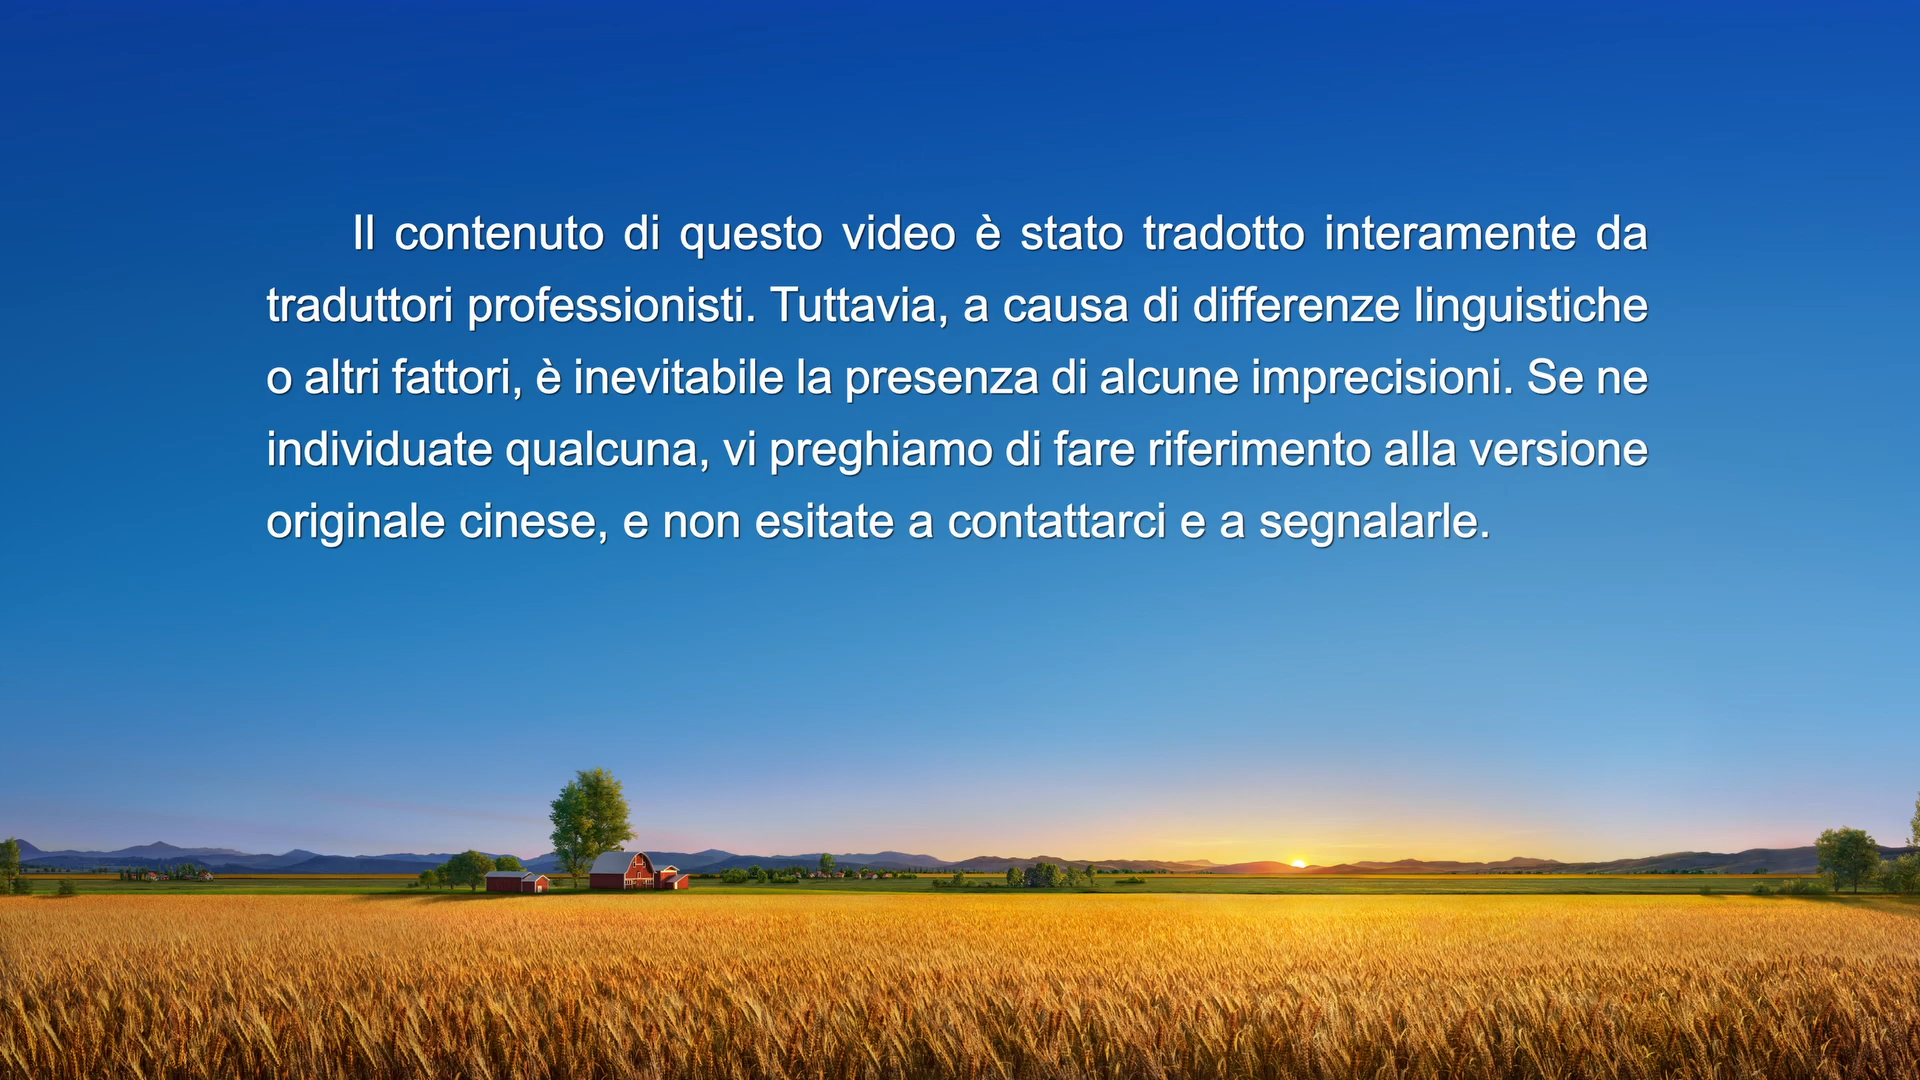 Il contenuto di questo video è stato tradotto interamente da
traduttori professionisti. Tuttavia, a causa di differenze linguistiche
o altri fattori, è inevitabile la presenza di alcune imprecisioni. Se ne
individuate qualcuna, vi preghiamo di fare riferimento alla versione
originale cinese, e non esitate a contattarci e a segnalarle.